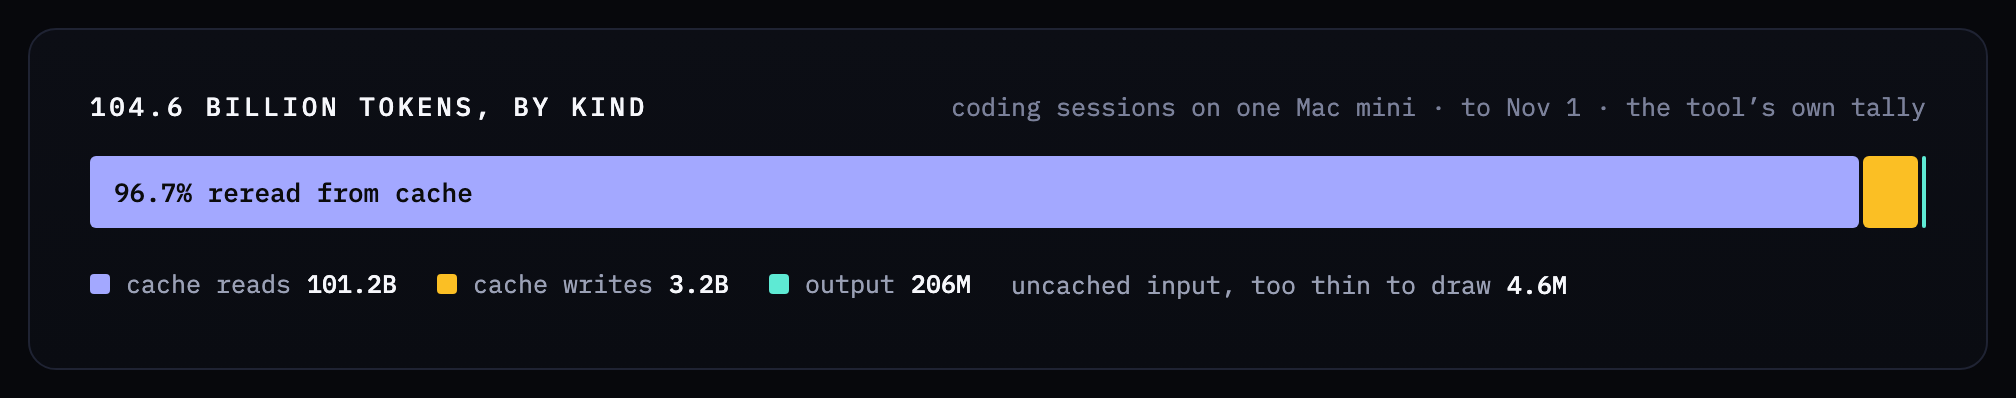 104.6 BILLION TOKENS, BY KIND
coding sessions on one Mac mini · to Nov 1 · the tool’s own tally
96.7% reread from cache
cache reads 101.2B cache writes 3.2B output 206M uncached input, too thin to draw 4.6M